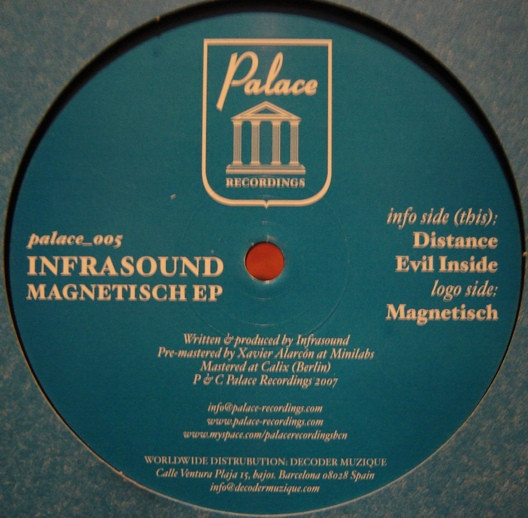 Palace
RECORDINGS
palace_005
INFRASOUND
MAGNETISCH EP
info side (this):
Distance
Evil Inside
logo side:
Magnetisch
Written & produced by Infrasound
Pre-mastered by Xavier Alarcón at Minilabs
Mastered at Calix (Berlin)
P & C Palace Recordings 2007
info@palace-recordings.com
www.palace-recordings.com
www.myspace.com/palacerecordingsbcn
WORLDWIDE DISTRUBUTION: DECODER MUZIQUE
Calle Ventura Plaja 15, bajos. Barcelona 08028 Spain
info@decodermuzique.com